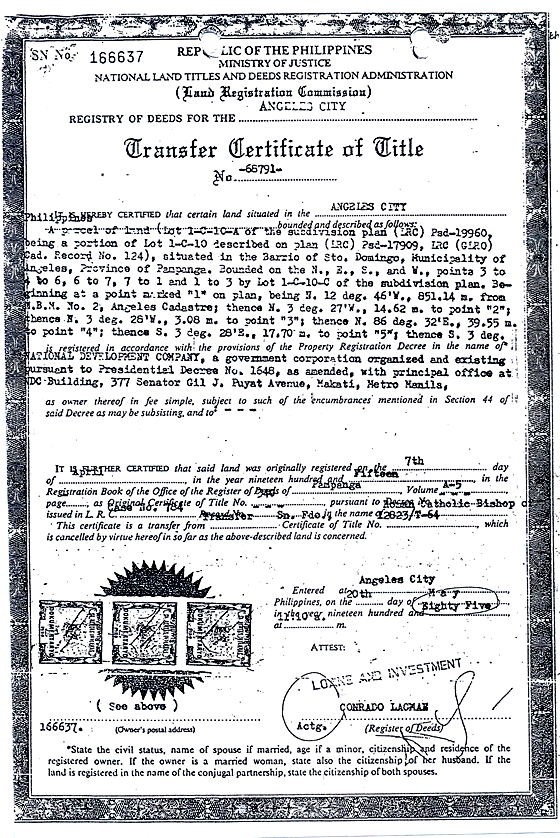 SN No. 166637
REPUBLIC OF THE PHILIPPINES
MINISTRY OF JUSTICE
NATIONAL LAND TITLES AND DEEDS REGISTRATION ADMINISTRATION
(Land Registration Commission)
ANGELES CITY
REGISTRY OF DEEDS FOR THE
Transfer Certificate of Title
No. -65791-
ANGELES CITY
IT IS HEREBY CERTIFIED that certain land situated in the
Philippines
bounded and described as follows:
A parcel of land (Lot 1-C-10-A of the subdivision plan (LRC) Psd-19960,
being a portion of Lot 1-C-10 described on plan (LRC) Psd-17909, LRC (GLRO)
Cad. Record No. 124), situated in the Barrio of Sto. Domingo, Municipality of
Angeles, Province of Pampanga. Bounded on the N., E., S., and W., points 3 to
4 to 6, 6 to 7, 7 to 1 and 1 to 3 by Lot 1-C-10-C of the subdivision plan. Be-
ginning at a point marked "1" on plan, being N. 12 deg. 46'W., 851.14 m. from
B.B.M. No. 2, Angeles Cadastre; thence N. 3 deg. 27'W., 14.62 m. to point "2";
thence N. 3 deg. 28'W., 3.08 m. to point "3"; thence N. 86 deg. 32'E., 39.55 m.
to point "4"; thence S. 3 deg. 28'E., 17.70 m. to point "5"; thence S. 3 deg.
is registered in accordance with the provisions of the Property Registration Decree in the name of
NATIONAL DEVELOPMENT COMPANY, a government corporation organized and existing
pursuant to Presidential Decree No. 1648, as amended, with principal office at
NDC Building, 377 Senator Gil J. Puyat Avenue, Makati, Metro Manila,
as owner thereof in fee simple, subject to such of the encumbrances mentioned in Section 44 of
said Decree as may be subsisting, and to - - -
IT IS FURTHER CERTIFIED that said land was originally registered on the 7th day
of April in the year nineteen hundred and Fifteen, in the
Registration Book of the Office of the Register of Deeds of Pampanga Volume A-5
page, as Original Certificate of Title No. pursuant to
Catholic Bishop of
issued in L. R. C. Case No. 164 in the name of
Sn. Fdo. 12823/T-64
This certificate is a transfer from Transfer Certificate of Title No. which
is cancelled by virtue hereof in so far as the above-described land is concerned.
Angeles City
Entered at
Philippines, on the 20th day of May
in the year nineteen hundred and Eighty Five
at m.
ATTEST:
LOANS AND INVESTMENT
CONRADO LACMAN
Actg. (Register of Deeds)
( See above )
166637. (Owner's postal address)
*State the civil status, name of spouse if married, age if a minor, citizenship and residence of the
registered owner. If the owner is a married woman, state also the citizenship of her husband. If the
land is registered in the name of the conjugal partnership, state the citizenship of both spouses.